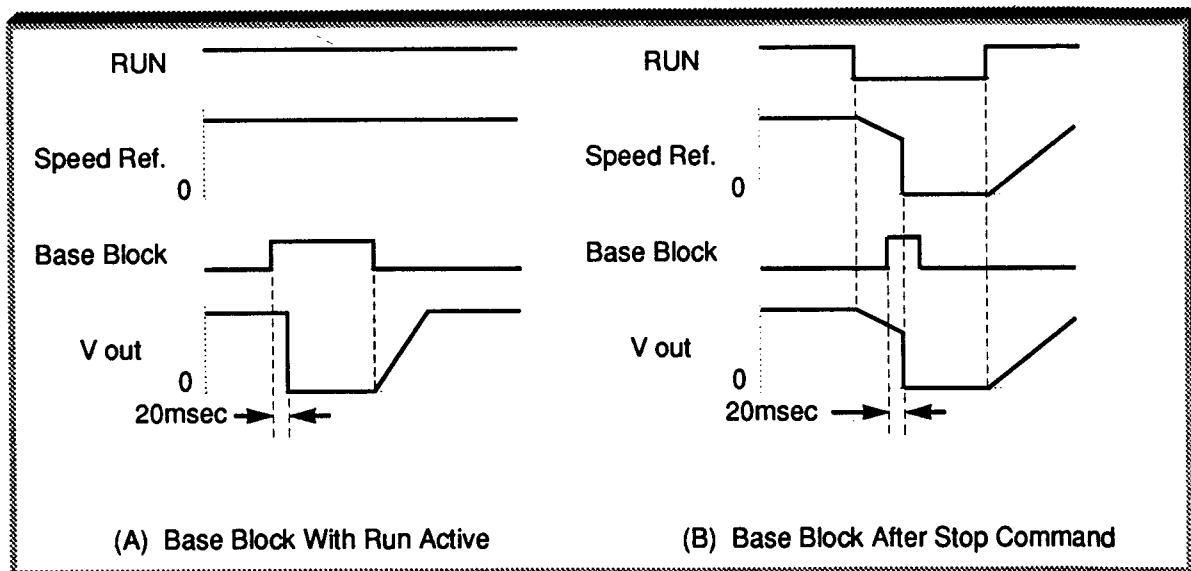 RUN
Speed Ref.
0
Base Block
V out
0
20msec
(A) Base Block With Run Active
RUN
Speed Ref.
0
Base Block
V out
0
20msec
(B) Base Block After Stop Command